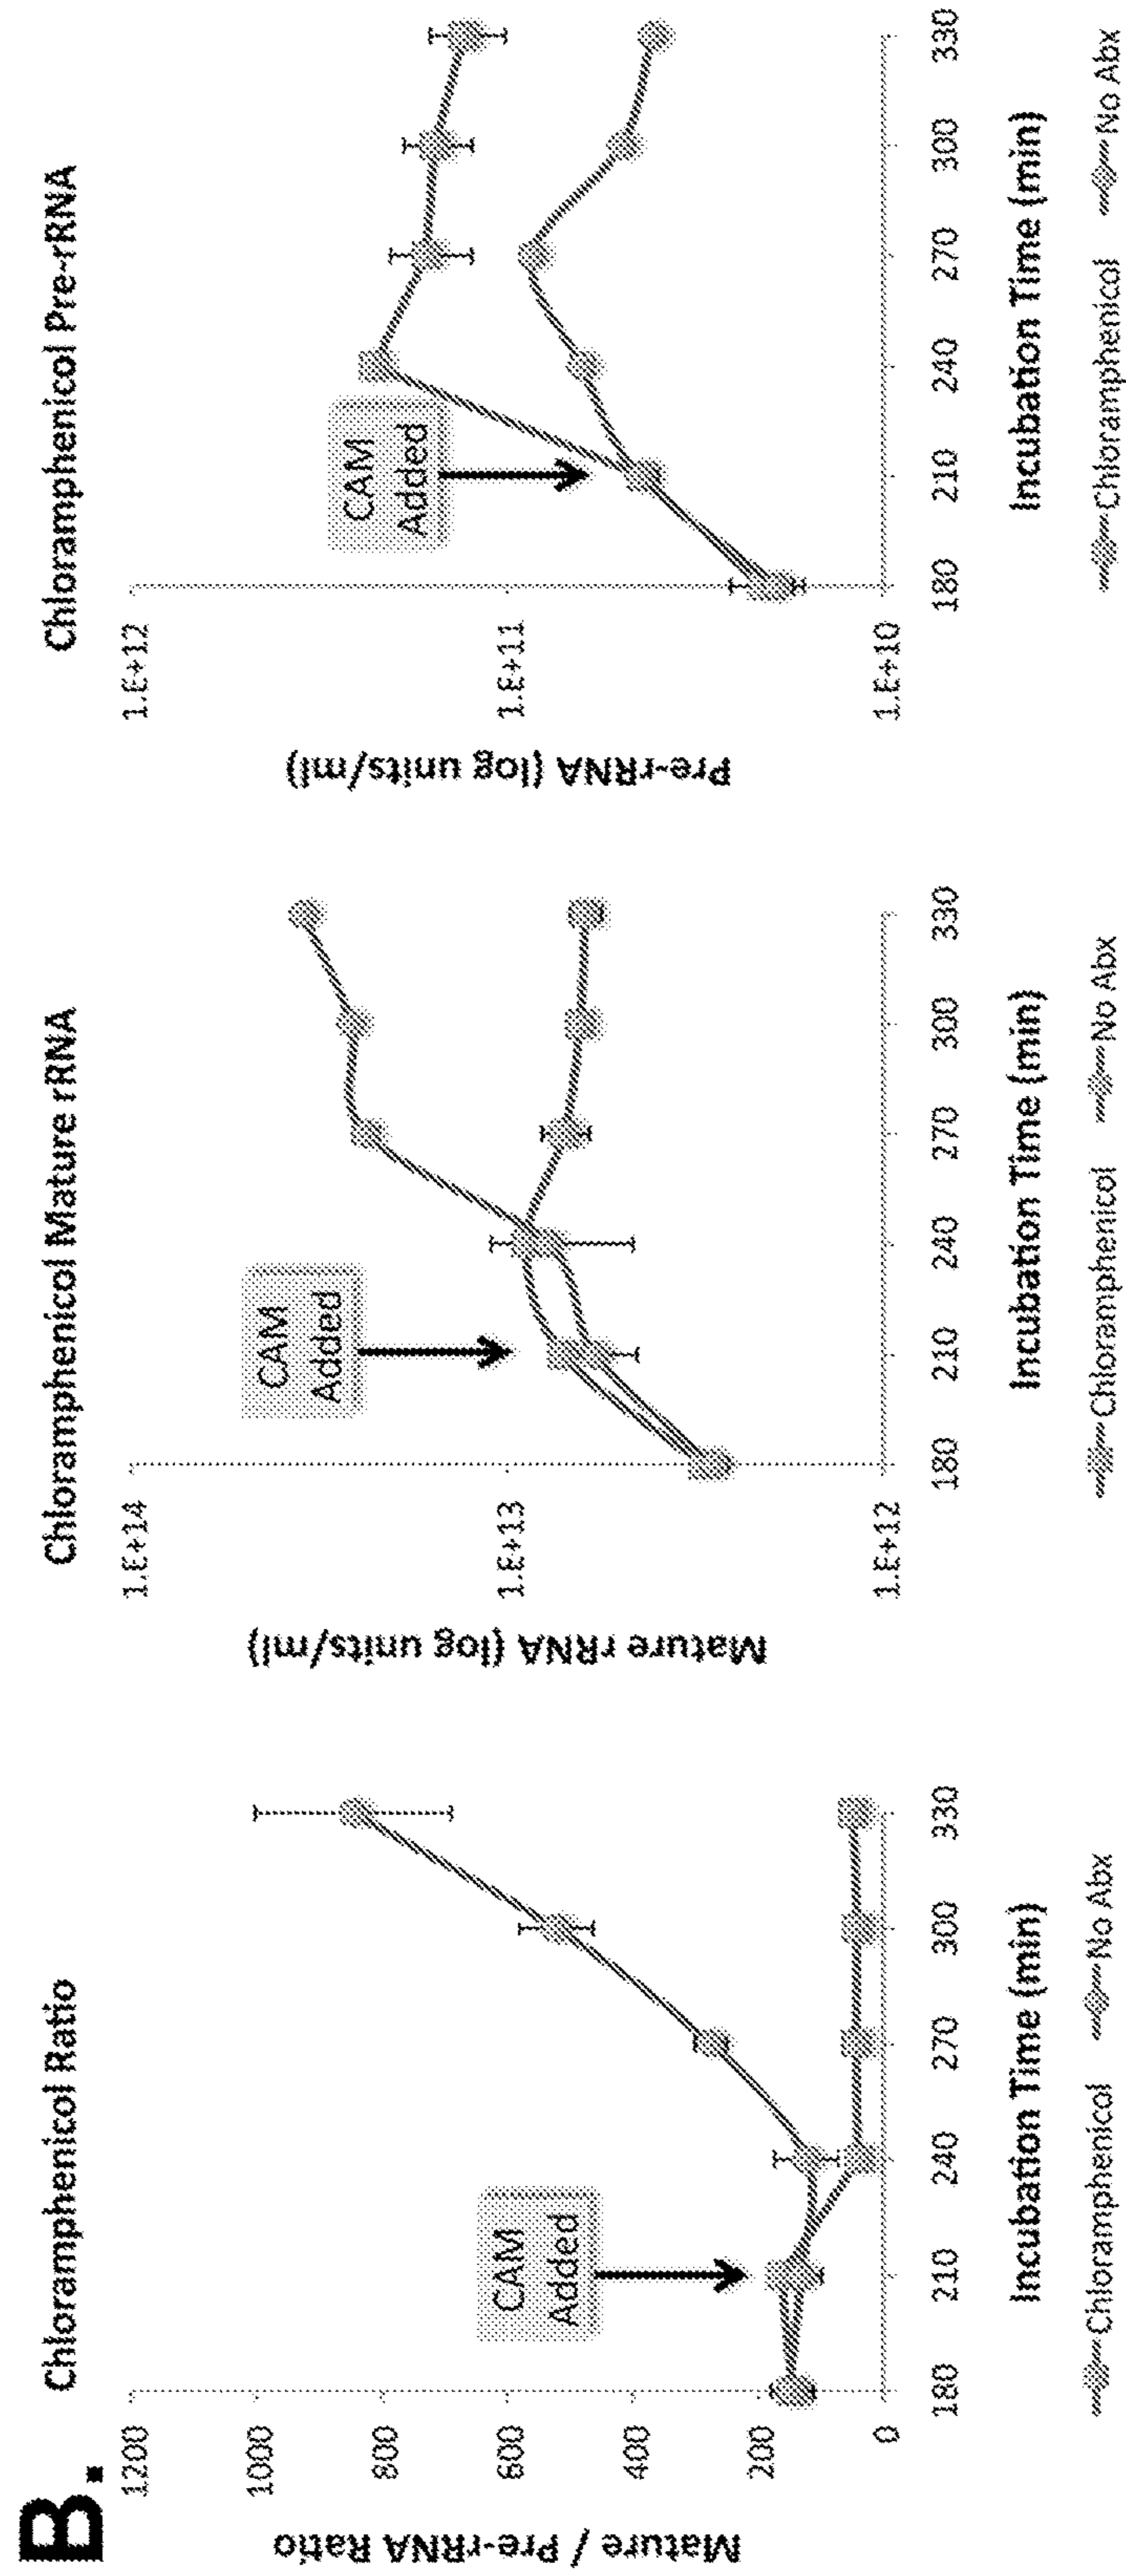 B.
Chloramphenicol Ratio
Mature / Pre-rRNA Ratio
1200
1000
800
600
400
200
0
CAM
Added
180 210 240 270 300 330
Incubation Time (min)
Chloramphenicol No Abx
Chloramphenicol Mature rRNA
Mature rRNA (log units/ml)
1.E+14
1.E+13
1.E+12
CAM
Added
180 210 240 270 300 330
Incubation Time (min)
Chloramphenicol No Abx
Chloramphenicol Pre-rRNA
Pre-rRNA (log units/ml)
1.E+12
1.E+11
1.E+10
CAM
Added
180 210 240 270 300 330
Incubation Time (min)
Chloramphenicol No Abx